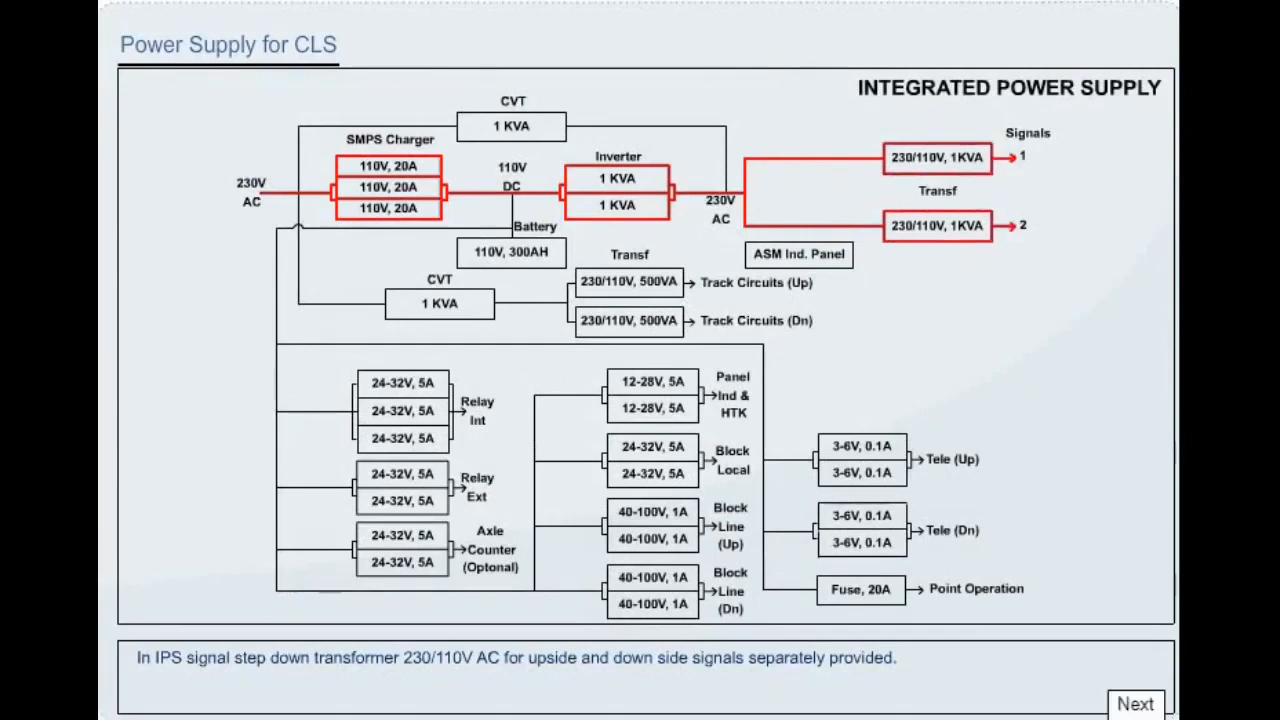 Power Supply for CLS
INTEGRATED POWER SUPPLY
CVT
1 KVA
SMPS Charger
110V, 20A
110V, 20A
110V, 20A
230V
AC
110V
DC
Inverter
1 KVA
1 KVA
230V
AC
Signals
230/110V, 1KVA
1
Transf
230/110V, 1KVA
2
Battery
110V, 300AH
ASM Ind. Panel
CVT
1 KVA
Transf
230/110V, 500VA
Track Circuits (Up)
230/110V, 500VA
Track Circuits (Dn)
24-32V, 5A
24-32V, 5A
24-32V, 5A
Relay
Int
24-32V, 5A
24-32V, 5A
Relay
Ext
24-32V, 5A
24-32V, 5A
Axle
Counter
(Optonal)
12-28V, 5A
12-28V, 5A
Panel
Ind &
HTK
24-32V, 5A
24-32V, 5A
Block
Local
40-100V, 1A
40-100V, 1A
Block
Line
(Up)
40-100V, 1A
40-100V, 1A
Block
Line
(Dn)
3-6V, 0.1A
3-6V, 0.1A
Tele (Up)
3-6V, 0.1A
3-6V, 0.1A
Tele (Dn)
Fuse, 20A
Point Operation
In IPS signal step down transformer 230/110V AC for upside and down side signals separately provided.
Next